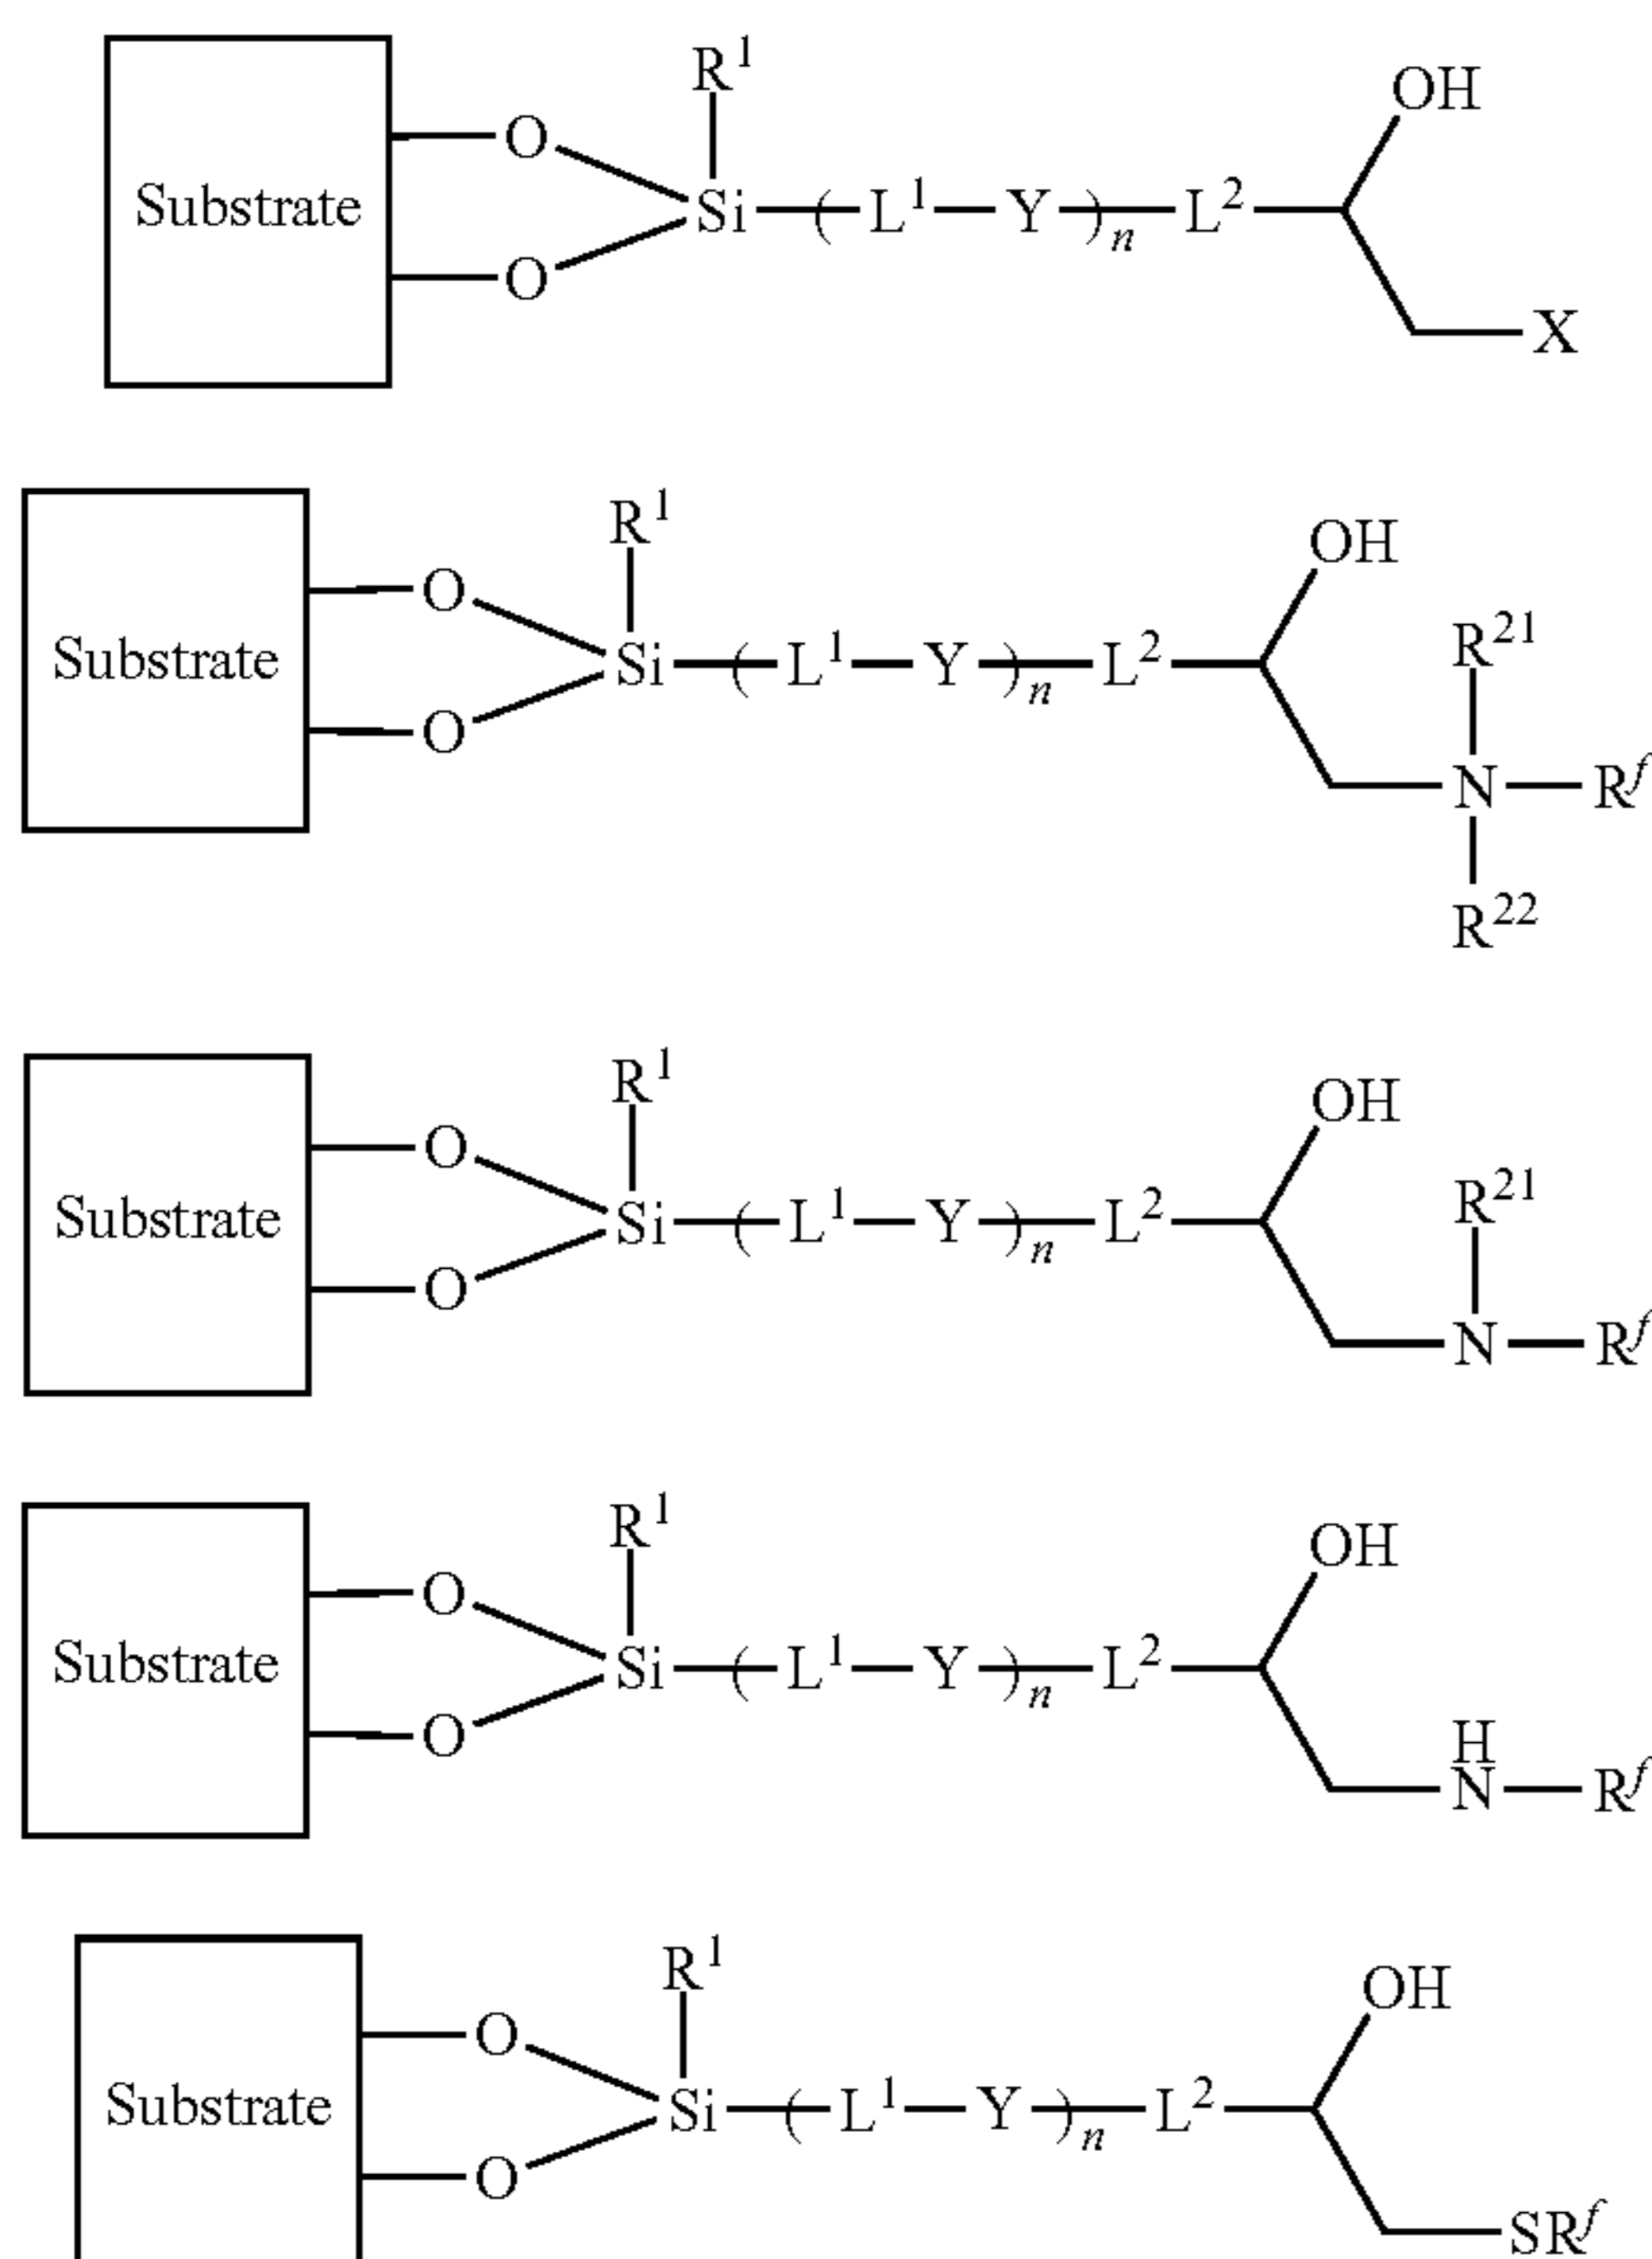 R¹ OH
O
Substrate Si ( L¹ Y )n L²
O
X
R¹ OH
O R²¹
Substrate Si ( L¹ Y )n L²
O N Rᶠ
R²²
R¹ OH
O R²¹
Substrate Si ( L¹ Y )n L²
O N Rᶠ
R¹ OH
O
Substrate Si ( L¹ Y )n L²
O H
N Rᶠ
R¹ OH
O
Substrate Si ( L¹ Y )n L²
O
SRᶠ